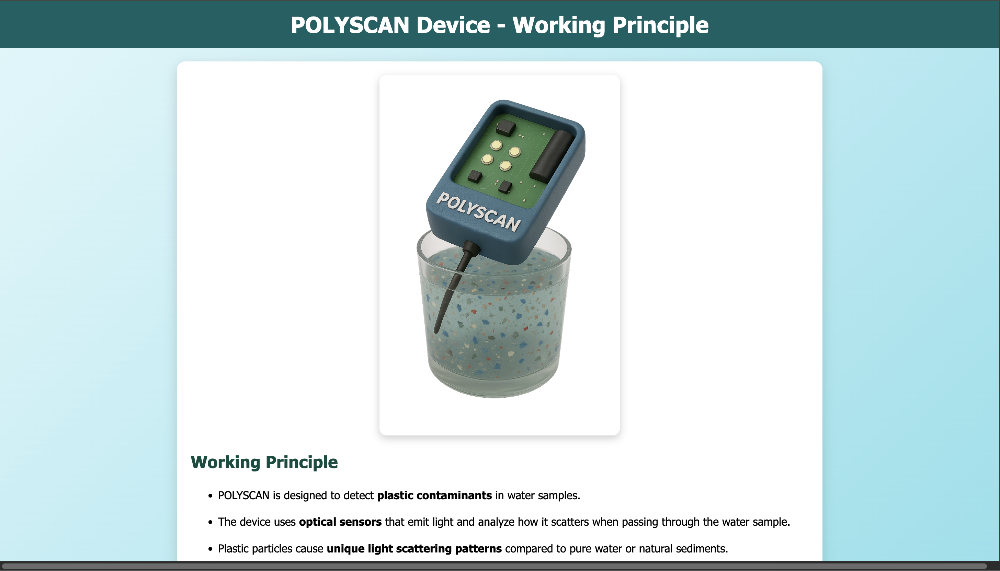 POLYSCAN Device - Working Principle
POLYSCAN
Working Principle
• POLYSCAN is designed to detect plastic contaminants in water samples.
• The device uses optical sensors that emit light and analyze how it scatters when passing through the water sample.
• Plastic particles cause unique light scattering patterns compared to pure water or natural sediments.